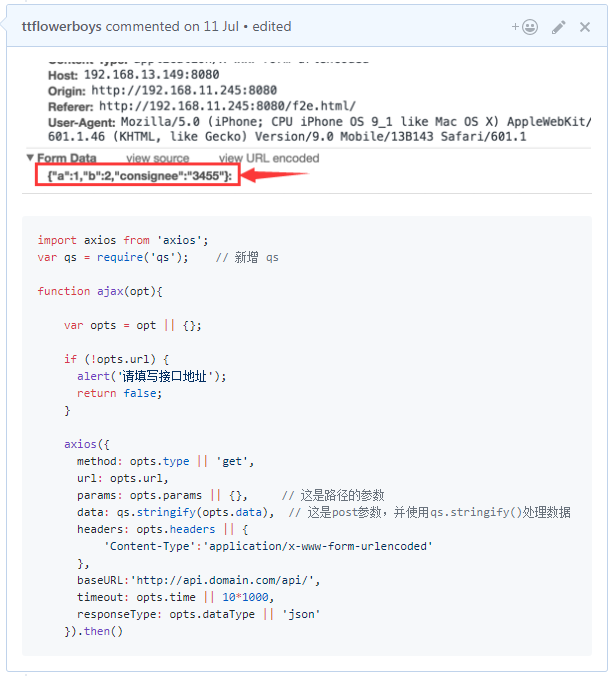 ttflowerboys commented on 11 Jul • edited
Content-Type: application/x-www-form-urlencoded
Host: 192.168.13.149:8080
Origin: http://192.168.11.245:8080
Referer: http://192.168.11.245:8080/f2e.html/
User-Agent: Mozilla/5.0 (iPhone; CPU iPhone OS 9_1 like Mac OS X) AppleWebKit/
601.1.46 (KHTML, like Gecko) Version/9.0 Mobile/13B143 Safari/601.1
▼Form Data view source view URL encoded
{"a":1,"b":2,"consignee":"3455"}:
import axios from 'axios';
var qs = require('qs'); // 新增 qs
function ajax(opt){
var opts = opt || {};
if (!opts.url) {
alert('请填写接口地址');
return false;
}
axios({
method: opts.type || 'get',
url: opts.url,
params: opts.params || {}, // 这是路径的参数
data: qs.stringify(opts.data), // 这是post参数，并使用qs.stringify()处理数据
headers: opts.headers || {
'Content-Type':'application/x-www-form-urlencoded'
},
baseURL:'http://api.domain.com/api/',
timeout: opts.time || 10*1000,
responseType: opts.dataType || 'json'
}).then()